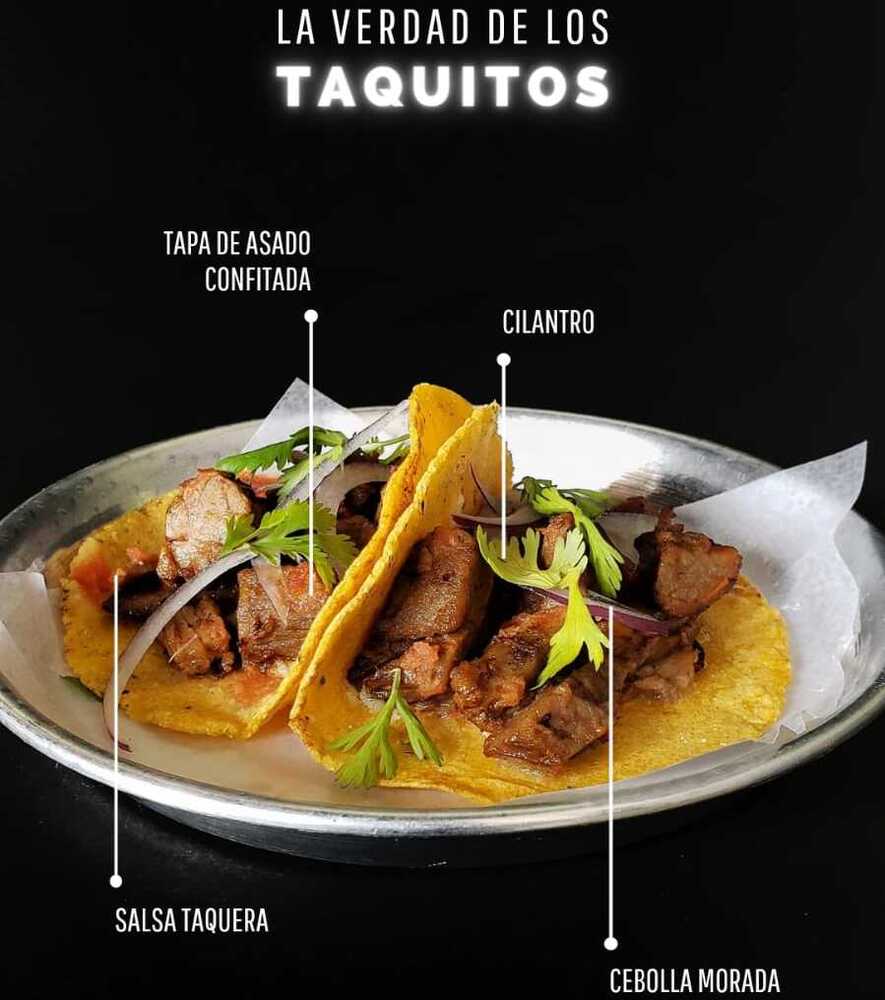 LA VERDAD DE LOS
TAQUITOS
TAPA DE ASADO
CONFITADA
CILANTRO
SALSA TAQUERA
CEBOLLA MORADA